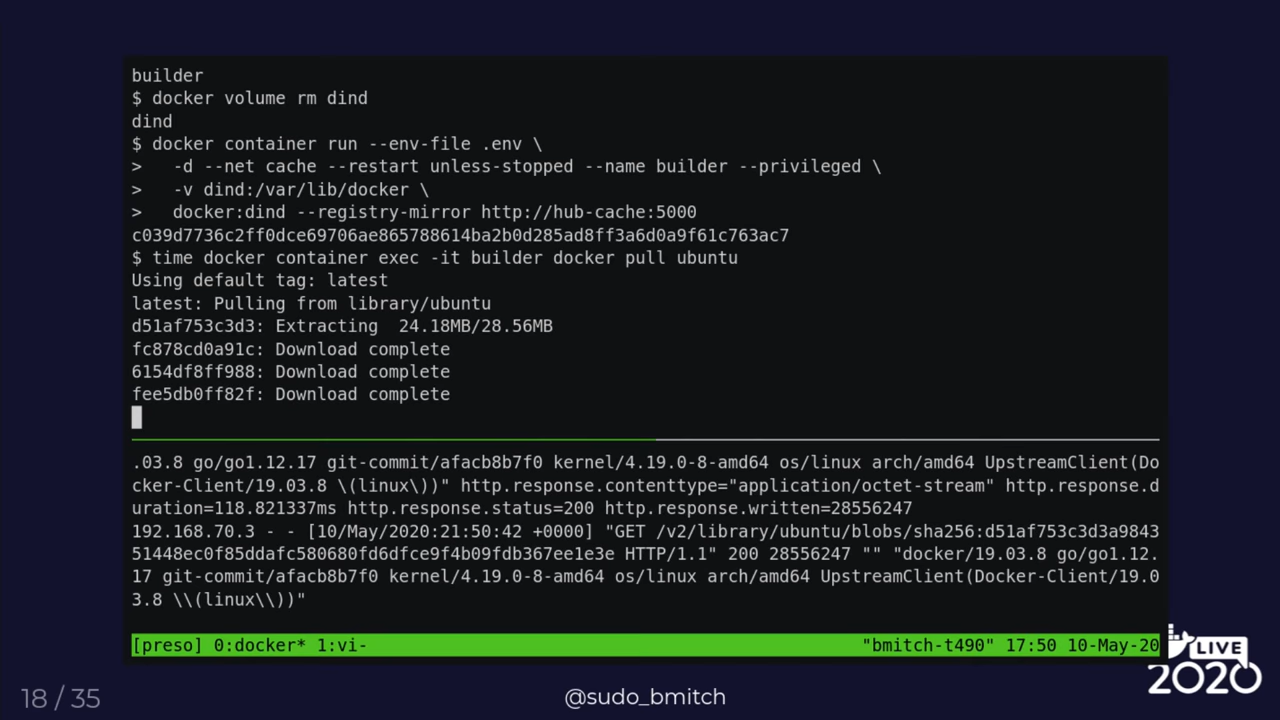 builder
$ docker volume rm dind
dind
$ docker container run --env-file .env \
>   -d --net cache --restart unless-stopped --name builder --privileged \
>   -v dind:/var/lib/docker \
>   docker:dind --registry-mirror http://hub-cache:5000
c039d7736c2ff0dce69706ae865788614ba2b0d285ad8ff3a6d0a9f61c763ac7
$ time docker container exec -it builder docker pull ubuntu
Using default tag: latest
latest: Pulling from library/ubuntu
d51af753c3d3: Extracting  24.18MB/28.56MB
fc878cd0a91c: Download complete
6154df8ff988: Download complete
fee5db0ff82f: Download complete
.03.8 go/go1.12.17 git-commit/afacb8b7f0 kernel/4.19.0-8-amd64 os/linux arch/amd64 UpstreamClient(Do
cker-Client/19.03.8 \(linux\))" http.response.contenttype="application/octet-stream" http.response.d
uration=118.821337ms http.response.status=200 http.response.written=28556247
192.168.70.3 - - [10/May/2020:21:50:42 +0000] "GET /v2/library/ubuntu/blobs/sha256:d51af753c3d3a9843
51448ec0f85ddafc580680fd6dfce9f4b09fdb367ee1e3e HTTP/1.1" 200 28556247 "" "docker/19.03.8 go/go1.12.
17 git-commit/afacb8b7f0 kernel/4.19.0-8-amd64 os/linux arch/amd64 UpstreamClient(Docker-Client/19.0
3.8 \\(linux\\))"
[preso] 0:docker* 1:vi- "bmitch-t490" 17:50 10-May-20
LIVE
2020
18 / 35
@sudo_bmitch